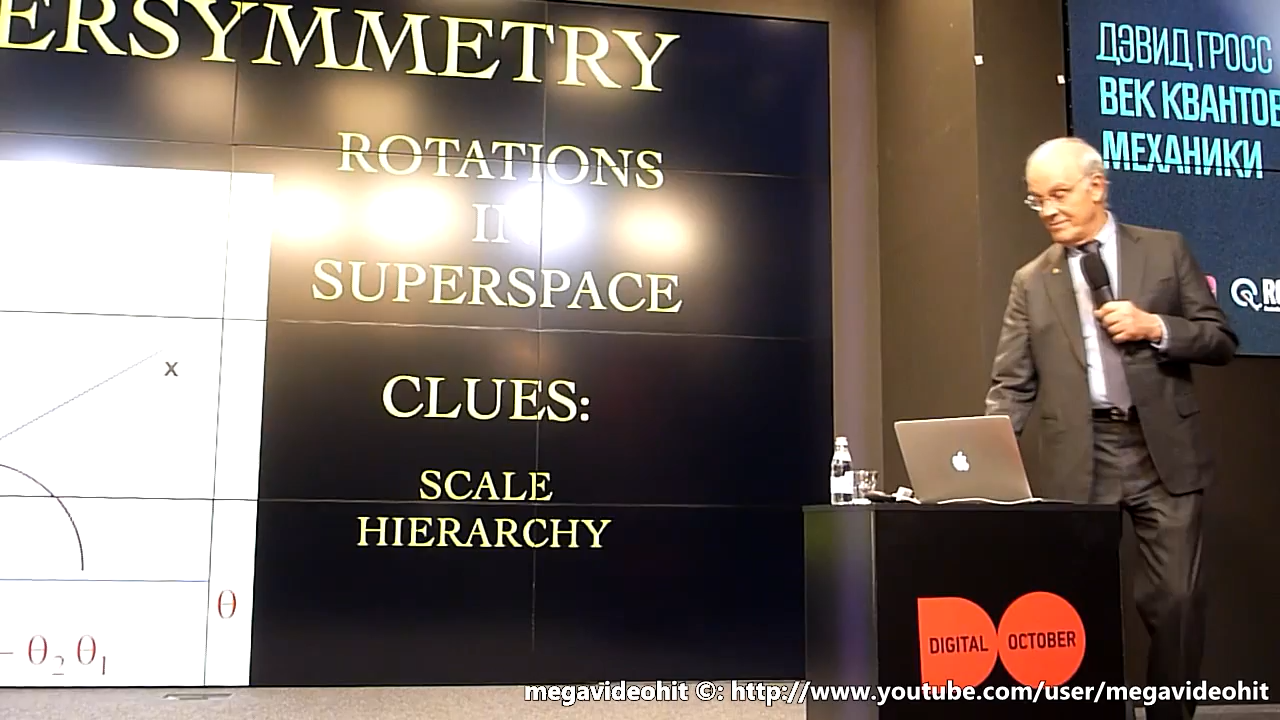 ERSYMMETRY
ROTATIONS
SUPERSPACE
CLUES:
SCALE
HIERARCHY
x
θ
– θ₂ θ₁
ДЭВИД ГРОСС
ВЕК КВАНТОВ
МЕХАНИКИ
DIGITAL OCTOBER
megavideohit ©: http://www.youtube.com/user/megavideohit